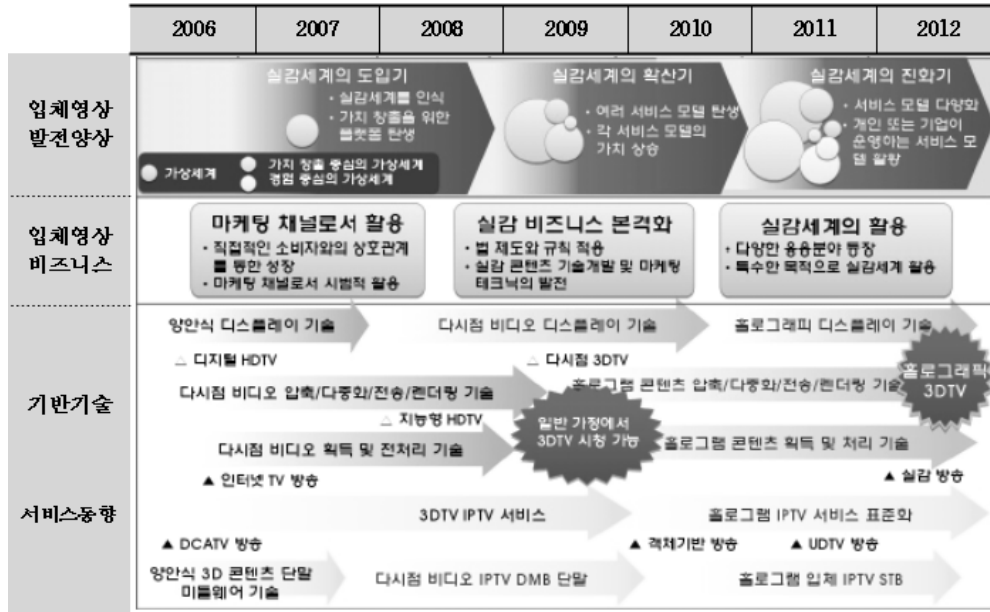 2006 2007 2008 2009 2010 2011 2012
입체영상
발전양상
실감세계의 도입기
• 실감세계를 인식
• 가치 창출을 위한
플랫폼 탄생
가상세계
가치 창출 중심의 가상세계
경험 중심의 가상세계
실감세계의 확산기
• 여러 서비스 모델 탄생
• 각 서비스 모델의
가치 상승
실감세계의 진화기
• 서비스 모델 다양화
• 개인 또는 기업이
운영하는 서비스 모
델 활황
입체영상
비즈니스
마케팅 채널로서 활용
• 직접적인 소비자와의 상호관계
를 통한 성장
• 마케팅 채널로서 시범적 활용
실감 비즈니스 본격화
• 법 제도와 규칙 적용
• 실감 콘텐츠 기술개발 및 마케팅
테크닉의 발전
실감세계의 활용
• 다양한 응용분야 등장
• 특수한 목적으로 실감세계 활용
기반기술
양안식 디스플레이 기술
다시점 비디오 디스플레이 기술
홀로그래피 디스플레이 기술
△ 디지털 HDTV
△ 다시점 3DTV
다시점 비디오 압축/다중화/전송/렌더링 기술
홀로그램 콘텐츠 압축/다중화/전송/렌더링 기술
홀로그래픽
3DTV
△ 지능형 HDTV
일반 가정에서
3DTV 시청 가능
다시점 비디오 획득 및 전처리 기술
홀로그램 콘텐츠 획득 및 처리 기술
서비스동향
▲ 인터넷 TV 방송
▲ 실감 방송
3DTV IPTV 서비스
홀로그램 IPTV 서비스 표준화
▲ DCATV 방송
▲ 객체기반 방송
▲ UDTV 방송
양안식 3D 콘텐츠 단말
미들웨어 기술
다시점 비디오 IPTV DMB 단말
홀로그램 입체 IPTV STB